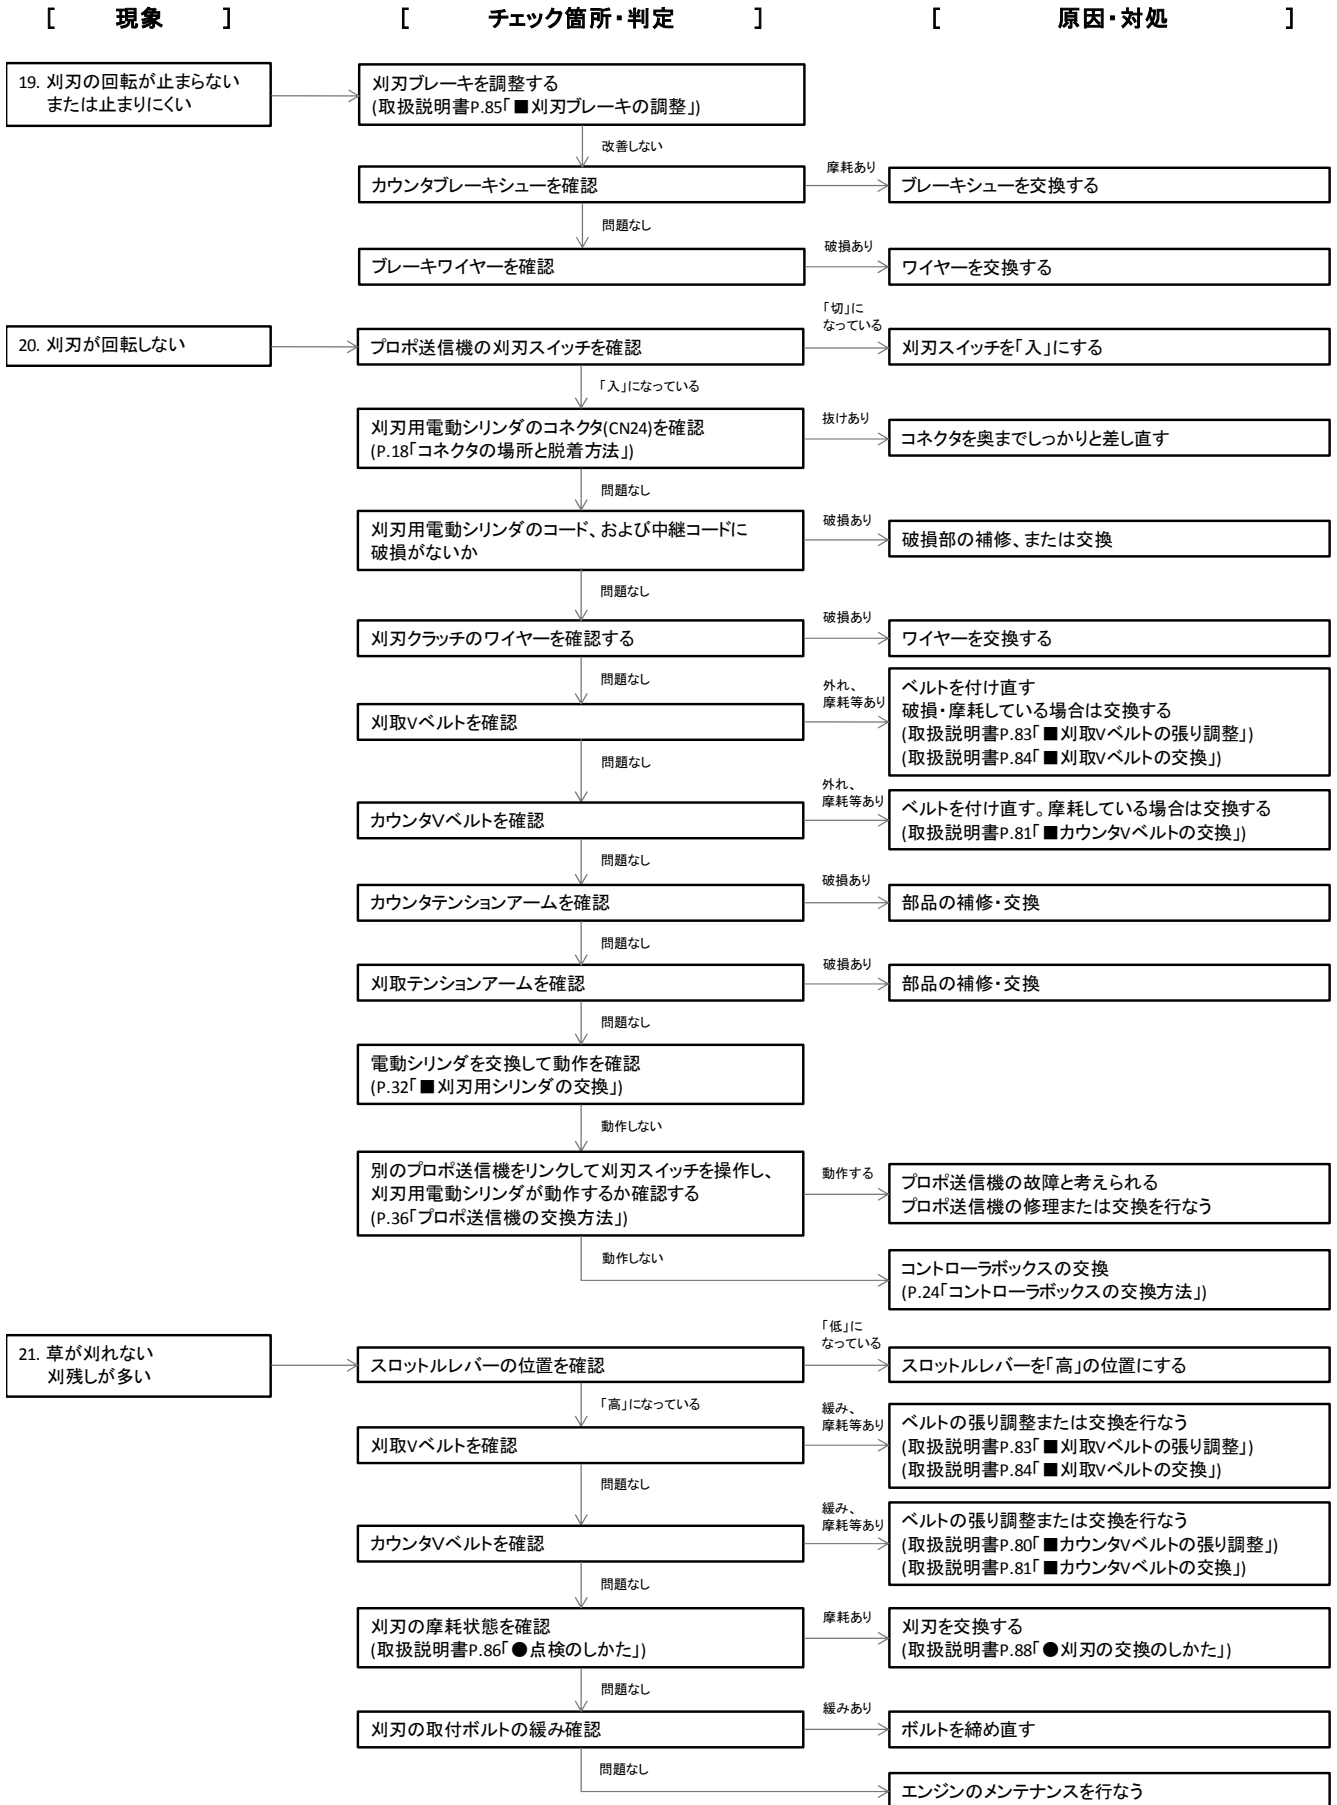 [ 現象 ]
[ チェック箇所・判定 ]
[ 原因・対処 ]
19. 刈刃の回転が止まらない
または止まりにくい
刈刃ブレーキを調整する
(取扱説明書P.85｢■刈刃ブレーキの調整｣)
改善しない
カウンタブレーキシューを確認
摩耗あり
ブレーキシューを交換する
問題なし
ブレーキワイヤーを確認
破損あり
ワイヤーを交換する
20. 刈刃が回転しない
プロポ送信機の刈刃スイッチを確認
｢切｣に
なっている
刈刃スイッチを｢入｣にする
｢入｣になっている
刈刃用電動シリンダのコネクタ(CN24)を確認
(P.18｢コネクタの場所と脱着方法｣)
抜けあり
コネクタを奥までしっかりと差し直す
問題なし
刈刃用電動シリンダのコード、および中継コードに
破損がないか
破損あり
破損部の補修、または交換
問題なし
刈刃クラッチのワイヤーを確認する
破損あり
ワイヤーを交換する
問題なし
刈取Vベルトを確認
外れ、
摩耗等あり
ベルトを付け直す
破損・摩耗している場合は交換する
(取扱説明書P.83｢■刈取Vベルトの張り調整｣)
(取扱説明書P.84｢■刈取Vベルトの交換｣)
問題なし
カウンタVベルトを確認
外れ、
摩耗等あり
ベルトを付け直す。摩耗している場合は交換する
(取扱説明書P.81｢■カウンタVベルトの交換｣)
問題なし
カウンタテンションアームを確認
破損あり
部品の補修・交換
問題なし
刈取テンションアームを確認
破損あり
部品の補修・交換
問題なし
電動シリンダを交換して動作を確認
(P.32｢■刈刃用シリンダの交換｣)
動作しない
別のプロポ送信機をリンクして刈刃スイッチを操作し、
刈刃用電動シリンダが動作するか確認する
(P.36｢プロポ送信機の交換方法｣)
動作する
プロポ送信機の故障と考えられる
プロポ送信機の修理または交換を行なう
動作しない
コントローラボックスの交換
(P.24｢コントローラボックスの交換方法｣)
21. 草が刈れない
刈残しが多い
スロットルレバーの位置を確認
｢低｣に
なっている
スロットルレバーを｢高｣の位置にする
｢高｣になっている
刈取Vベルトを確認
緩み、
摩耗等あり
ベルトの張り調整または交換を行なう
(取扱説明書P.83｢■刈取Vベルトの張り調整｣)
(取扱説明書P.84｢■刈取Vベルトの交換｣)
問題なし
カウンタVベルトを確認
緩み、
摩耗等あり
ベルトの張り調整または交換を行なう
(取扱説明書P.80｢■カウンタVベルトの張り調整｣)
(取扱説明書P.81｢■カウンタVベルトの交換｣)
問題なし
刈刃の摩耗状態を確認
(取扱説明書P.86｢●点検のしかた｣)
摩耗あり
刈刃を交換する
(取扱説明書P.88｢●刈刃の交換のしかた｣)
問題なし
刈刃の取付ボルトの緩み確認
緩みあり
ボルトを締め直す
問題なし
エンジンのメンテナンスを行なう